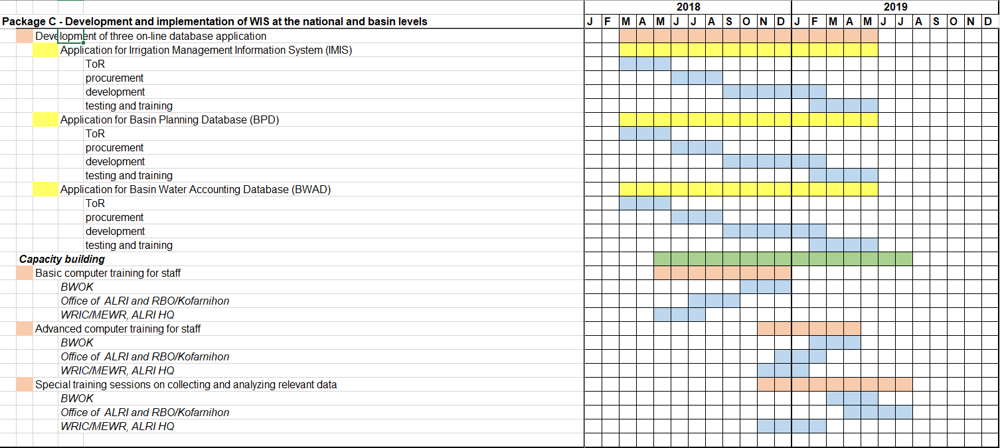 2018 2019
Package C - Development and implementation of WIS at the national and basin levels J F M A M J J A S O N D J F M A M J J A S O N D
Development of three on-line database application
Application for Irrigation Management Information System (IMIS)
ToR
procurement
development
testing and training
Application for Basin Planning Database (BPD)
ToR
procurement
development
testing and training
Application for Basin Water Accounting Database (BWAD)
ToR
procurement
development
testing and training
Capacity building
Basic computer training for staff
BWOK
Office of ALRI and RBO/Kofarnihon
WRIC/MEWR, ALRI HQ
Advanced computer training for staff
BWOK
Office of ALRI and RBO/Kofarnihon
WRIC/MEWR, ALRI HQ
Special training sessions on collecting and analyzing relevant data
BWOK
Office of ALRI and RBO/Kofarnihon
WRIC/MEWR, ALRI HQ